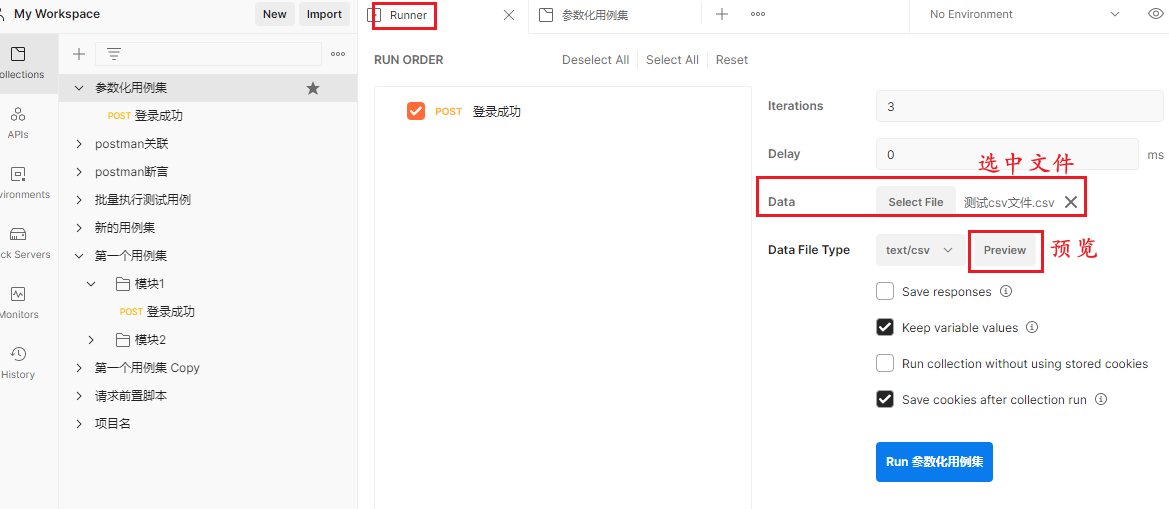 My Workspace
New
Import
Runner
参数化用例集
No Environment
ollections
APIs
vironments
ck Servers
Monitors
History
参数化用例集
POST 登录成功
postman关联
postman断言
批量执行测试用例
新的用例集
第一个用例集
模块1
POST 登录成功
模块2
第一个用例集 Copy
请求前置脚本
项目名
RUN ORDER
Deselect All
Select All
Reset
POST 登录成功
Iterations
3
Delay
0
ms
选中文件
Data
Select File
测试csv文件.csv
Data File Type
text/csv
Preview
预览
Save responses
Keep variable values
Run collection without using stored cookies
Save cookies after collection run
Run 参数化用例集